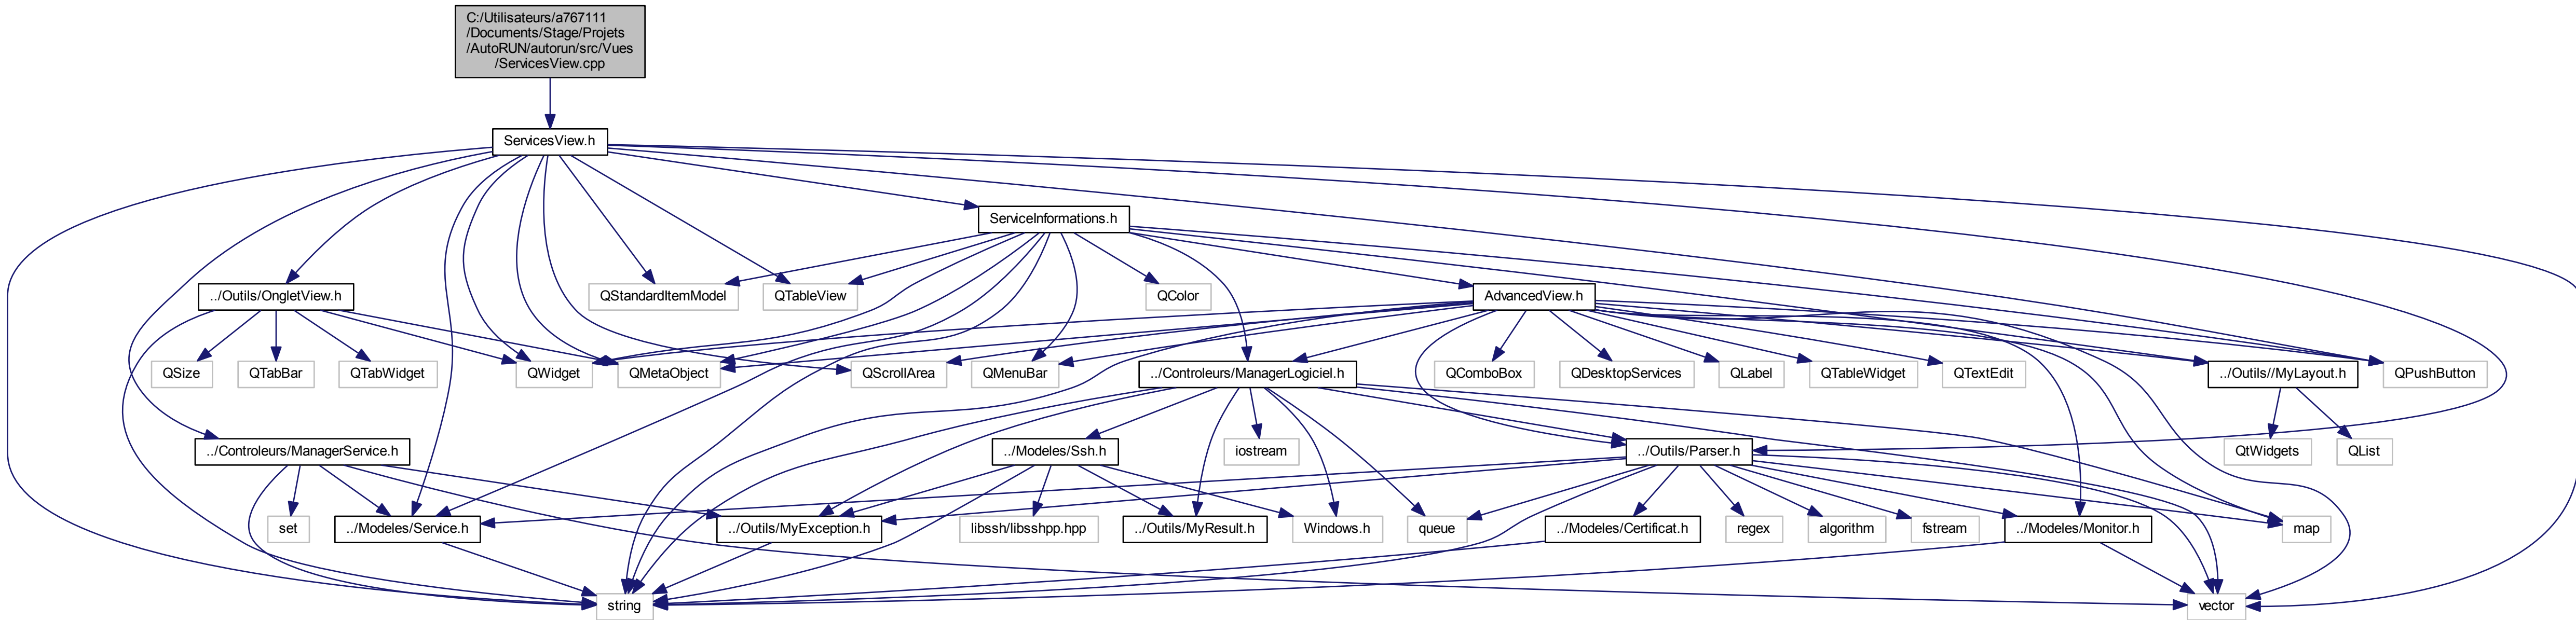 C:/Utilisateurs/a767111
/Documents/Stage/Projets
/AutoRUN/autorun/src/Vues
/ServicesView.cpp
ServicesView.h
ServiceInformations.h
../Outils/OngletView.h
QStandardItemModel
QTableView
QColor
AdvancedView.h
QSize
QTabBar
QTabWidget
QWidget
QMetaObject
QScrollArea
QMenuBar
../Controleurs/ManagerLogiciel.h
QComboBox
QDesktopServices
QLabel
QTableWidget
QTextEdit
../Outils//MyLayout.h
QPushButton
../Controleurs/ManagerService.h
../Modeles/Ssh.h
iostream
../Outils/Parser.h
QtWidgets
QList
set
../Modeles/Service.h
../Outils/MyException.h
libssh/libsshpp.hpp
../Outils/MyResult.h
Windows.h
queue
../Modeles/Certificat.h
regex
algorithm
fstream
../Modeles/Monitor.h
map
string
vector